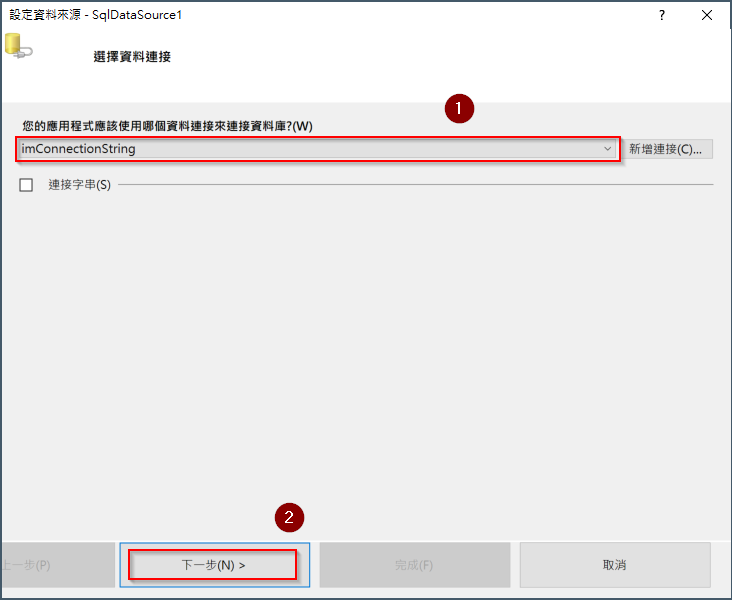 設定資料來源 - SqlDataSource1
?
選擇資料連接
1
您的應用程式應該使用哪個資料連接來連接資料庫?(W)
imConnectionString
新增連接(C)...
連接字串(S)
2
上一步(P)
下一步(N) >
完成(F)
取消